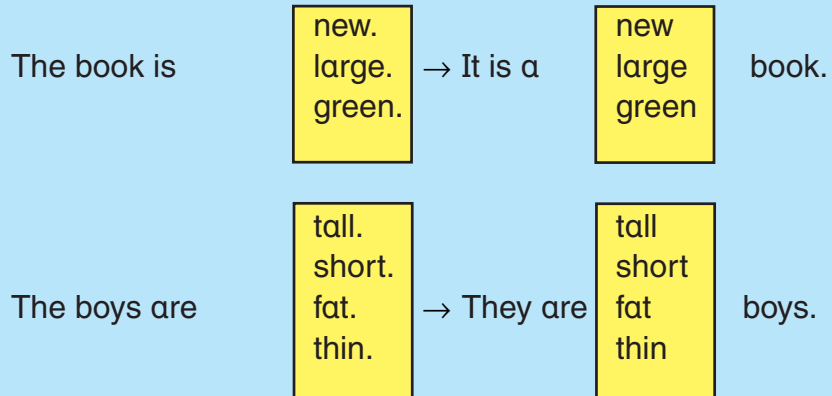 new. new
The book is large. → It is a large book.
green. green
tall. tall
short. short
The boys are fat. → They are fat boys.
thin. thin